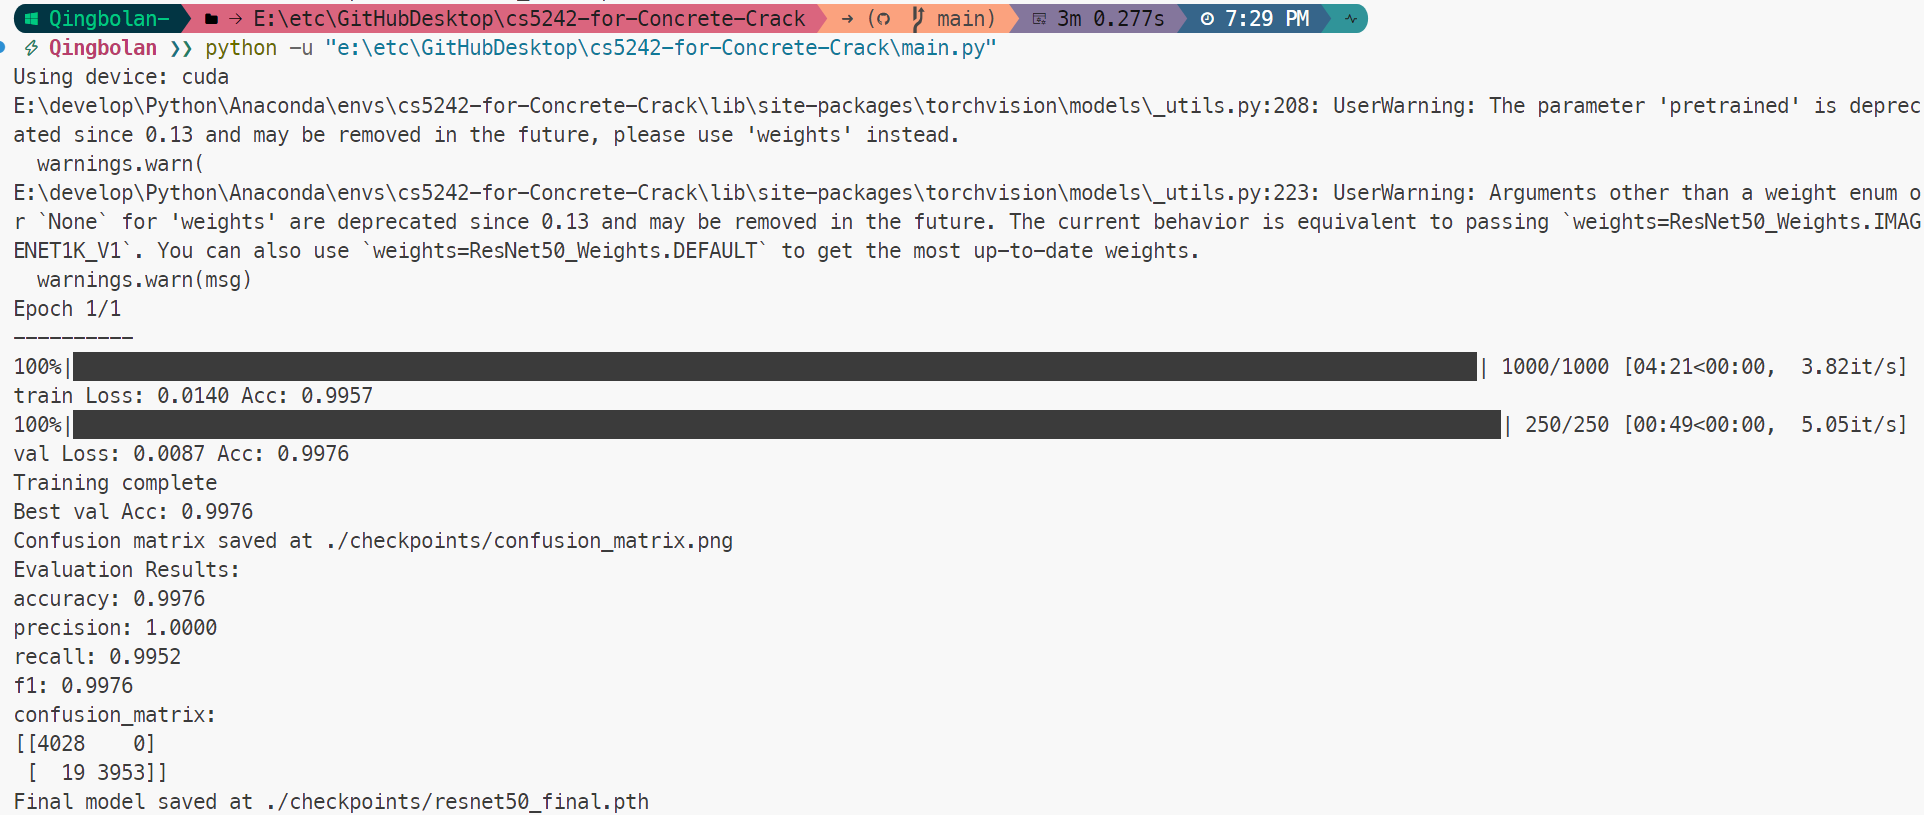 Qingbolan– → E:\etc\GitHubDesktop\cs5242-for-Concrete-Crack → ( main) 3m 0.277s 7:29 PM
Qingbolan ❯❯ python -u "e:\etc\GitHubDesktop\cs5242-for-Concrete-Crack\main.py"
Using device: cuda
E:\develop\Python\Anaconda\envs\cs5242-for-Concrete-Crack\lib\site-packages\torchvision\models\_utils.py:208: UserWarning: The parameter 'pretrained' is deprec
ated since 0.13 and may be removed in the future, please use 'weights' instead.
  warnings.warn(
E:\develop\Python\Anaconda\envs\cs5242-for-Concrete-Crack\lib\site-packages\torchvision\models\_utils.py:223: UserWarning: Arguments other than a weight enum o
r `None` for 'weights' are deprecated since 0.13 and may be removed in the future. The current behavior is equivalent to passing `weights=ResNet50_Weights.IMAG
ENET1K_V1`. You can also use `weights=ResNet50_Weights.DEFAULT` to get the most up-to-date weights.
  warnings.warn(msg)
Epoch 1/1
----------
100%|| 1000/1000 [04:21<00:00,  3.82it/s]
train Loss: 0.0140 Acc: 0.9957
100%|| 250/250 [00:49<00:00,  5.05it/s]
val Loss: 0.0087 Acc: 0.9976
Training complete
Best val Acc: 0.9976
Confusion matrix saved at ./checkpoints/confusion_matrix.png
Evaluation Results:
accuracy: 0.9976
precision: 1.0000
recall: 0.9952
f1: 0.9976
confusion_matrix:
[[4028    0]
 [  19 3953]]
Final model saved at ./checkpoints/resnet50_final.pth